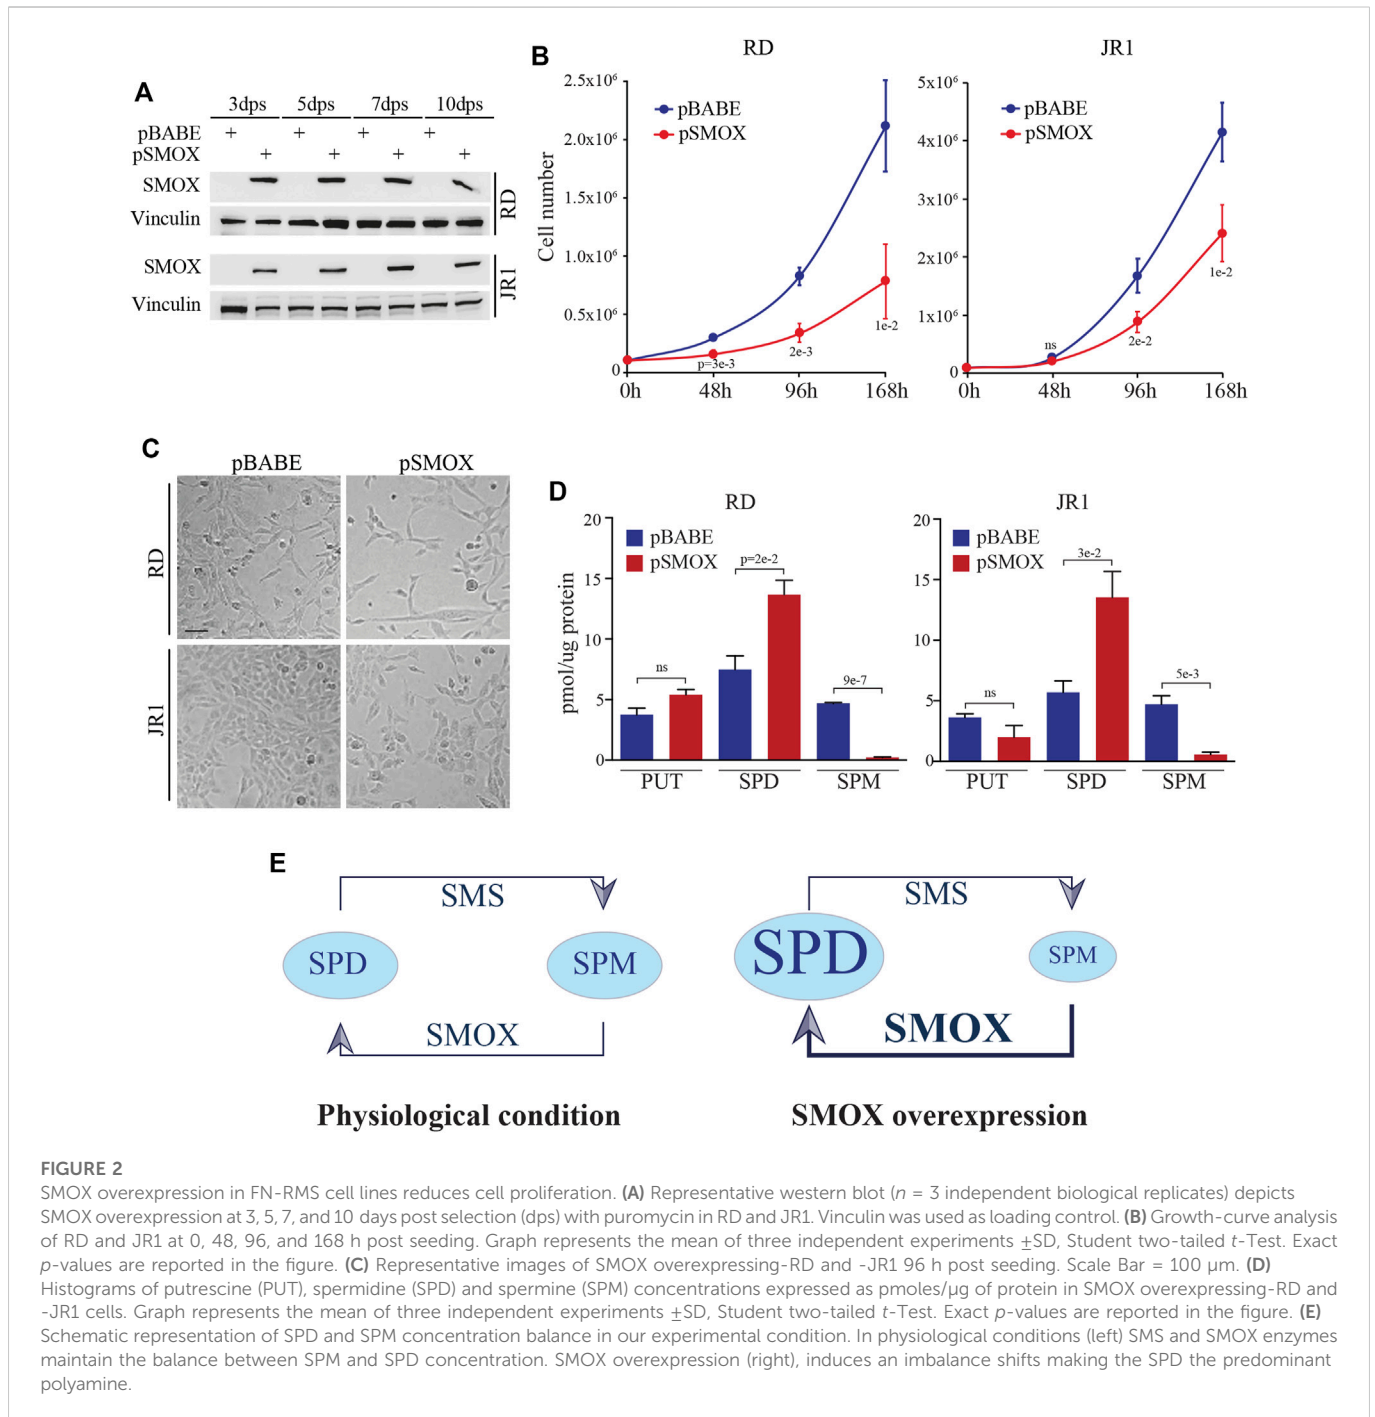 A
3dps 5dps 7dps 10dps
pBABE + + + +
pSMOX + + + +
SMOX
Vinculin
RD
SMOX
Vinculin
JR1
B
RD
2.5x10⁶
2.0x10⁶
1.5x10⁶
1.0x10⁶
0.5x10⁶
0
Cell number
pBABE
pSMOX
p=3e-3
2e-3
1e-2
0h 48h 96h 168h
JR1
5x10⁶
4x10⁶
3x10⁶
2x10⁶
1x10⁶
0
pBABE
pSMOX
ns
2e-2
1e-2
0h 48h 96h 168h
C
pBABE pSMOX
RD
JR1
D
RD
20
15
10
5
0
pmol/ug protein
pBABE
pSMOX
ns
p=2e-2
9e-7
PUT SPD SPM
JR1
20
15
10
5
0
pBABE
pSMOX
ns
3e-2
5e-3
PUT SPD SPM
E
SMS
SPD SPM
SMOX
Physiological condition
SMS
SPD SPM
SMOX
SMOX overexpression
FIGURE 2
SMOX overexpression in FN-RMS cell lines reduces cell proliferation. (A) Representative western blot (n = 3 independent biological replicates) depicts
SMOX overexpression at 3, 5, 7, and 10 days post selection (dps) with puromycin in RD and JR1. Vinculin was used as loading control. (B) Growth-curve analysis
of RD and JR1 at 0, 48, 96, and 168 h post seeding. Graph represents the mean of three independent experiments ±SD, Student two-tailed t-Test. Exact
p-values are reported in the figure. (C) Representative images of SMOX overexpressing-RD and -JR1 96 h post seeding. Scale Bar = 100 µm. (D)
Histograms of putrescine (PUT), spermidine (SPD) and spermine (SPM) concentrations expressed as pmoles/µg of protein in SMOX overexpressing-RD and
-JR1 cells. Graph represents the mean of three independent experiments ±SD, Student two-tailed t-Test. Exact p-values are reported in the figure. (E)
Schematic representation of SPD and SPM concentration balance in our experimental condition. In physiological conditions (left) SMS and SMOX enzymes
maintain the balance between SPM and SPD concentration. SMOX overexpression (right), induces an imbalance shifts making the SPD the predominant
polyamine.